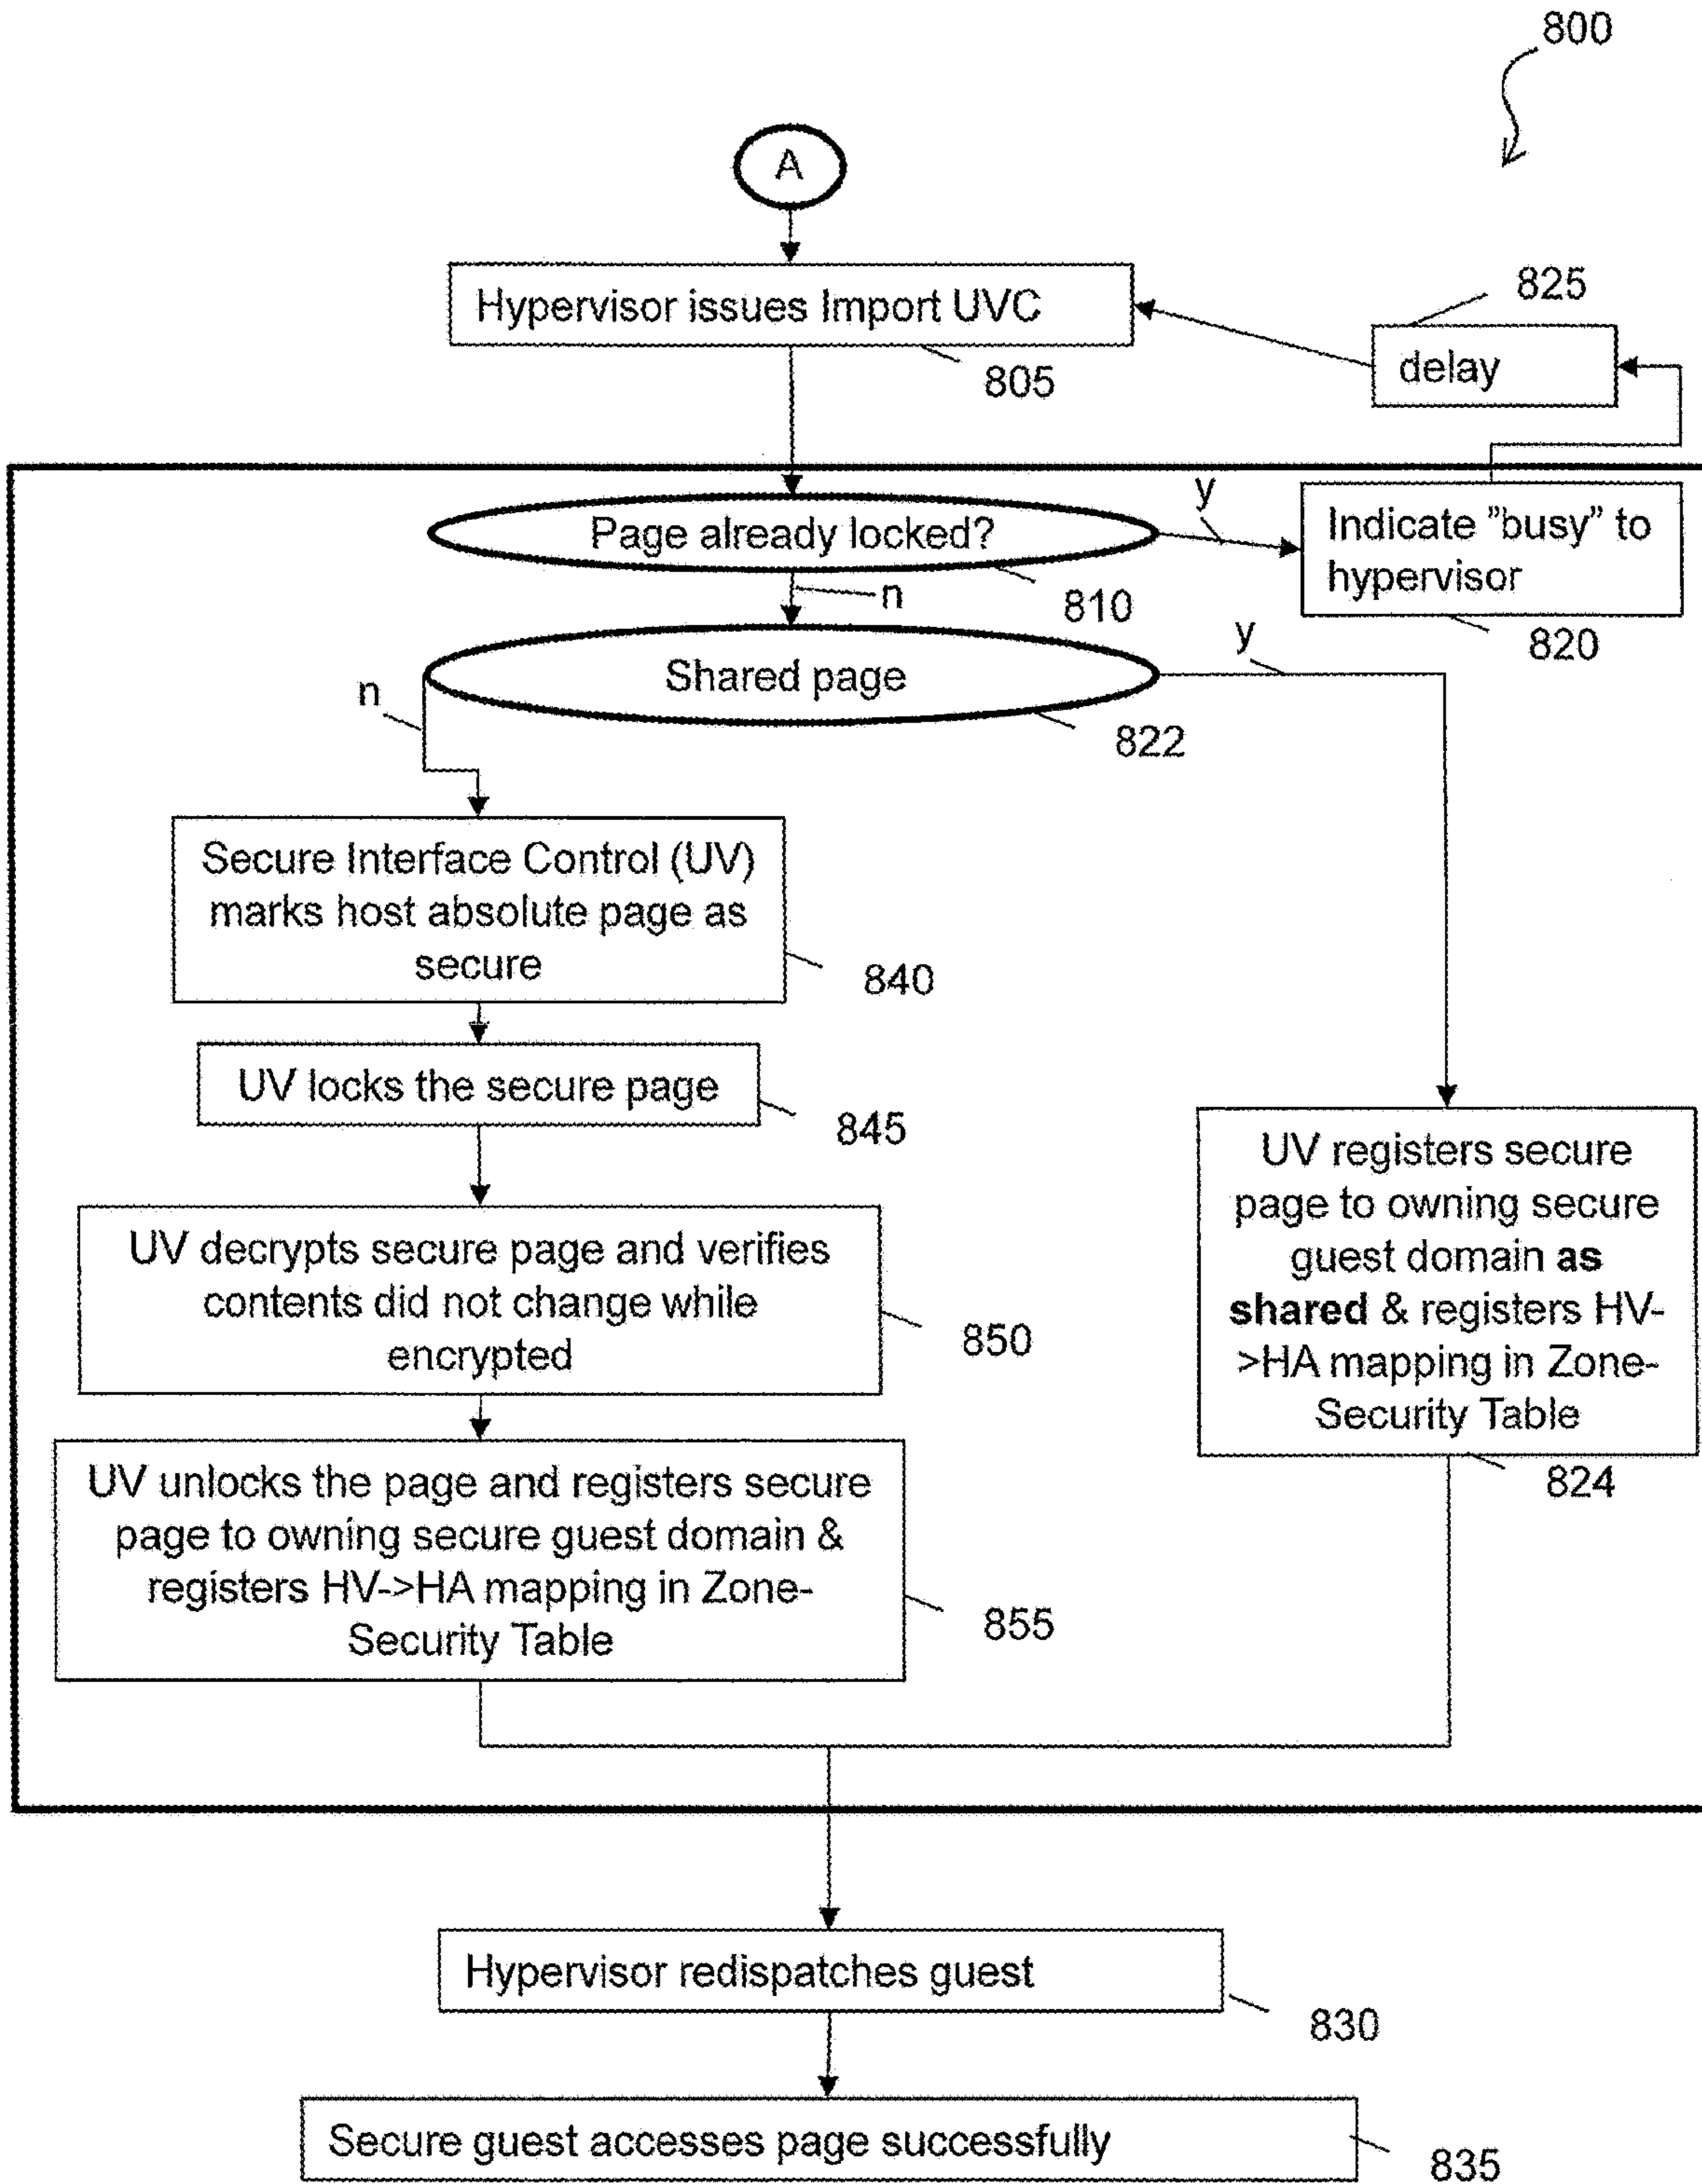 800
A
Hypervisor issues Import UVC
805
825
delay
Page already locked?
810
y
n
Indicate ”busy” to
hypervisor
820
Shared page
822
y
n
Secure Interface Control (UV)
marks host absolute page as
secure
840
UV locks the secure page
845
UV decrypts secure page and verifies
contents did not change while
encrypted
850
UV unlocks the page and registers secure
page to owning secure guest domain &
registers HV->HA mapping in Zone-
Security Table
855
UV registers secure
page to owning secure
guest domain as
shared & registers HV-
>HA mapping in Zone-
Security Table
824
Hypervisor redispatches guest
830
Secure guest accesses page successfully
835